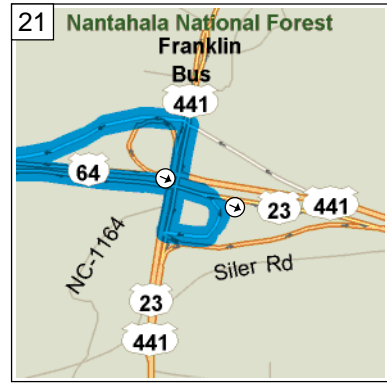 21
Nantahala National Forest
Franklin
Bus
441
64
23
441
NC-1164
Siler Rd
23
441